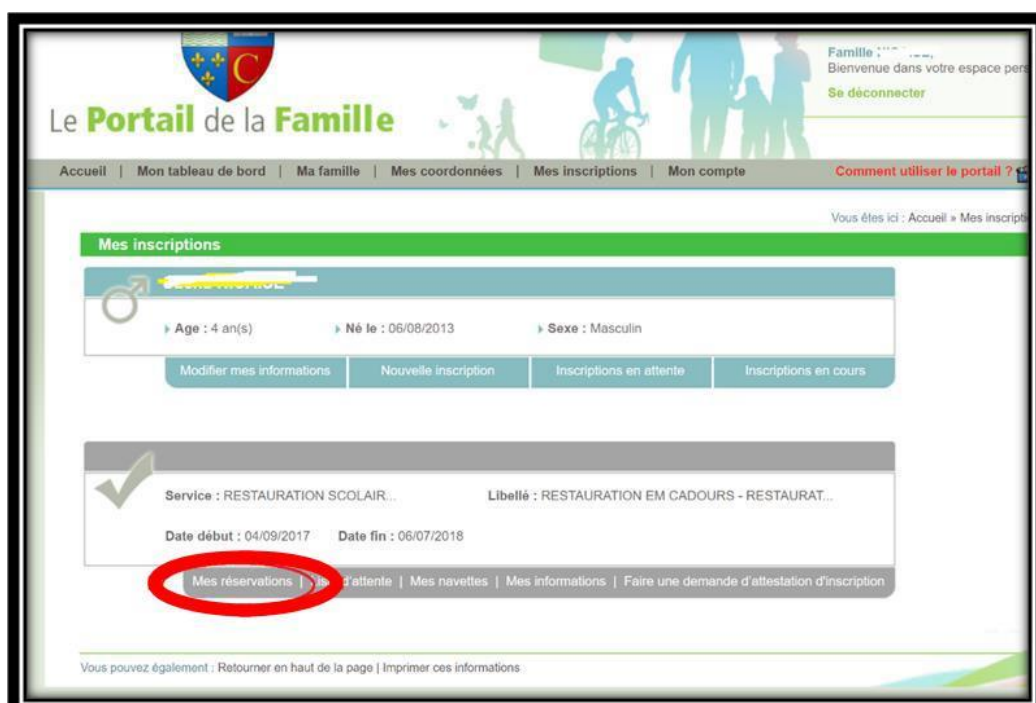 C
Famille
Bienvenue dans votre espace pers
Se déconnecter
Le Portail de la Famille
Accueil | Mon tableau de bord | Ma famille | Mes coordonnées | Mes inscriptions | Mon compte Comment utiliser le portail ?
Vous êtes ici : Accueil » Mes inscripti
Mes inscriptions
Age : 4 an(s) Né le : 06/08/2013 Sexe : Masculin
Modifier mes informations Nouvelle inscription Inscriptions en attente Inscriptions en cours
Service : RESTAURATION SCOLAIR... Libellé : RESTAURATION EM CADOURS - RESTAURAT...
Date début : 04/09/2017 Date fin : 06/07/2018
Mes réservations | d'attente | Mes navettes | Mes informations | Faire une demande d'attestation d'inscription
Vous pouvez également : Retourner en haut de la page | Imprimer ces informations